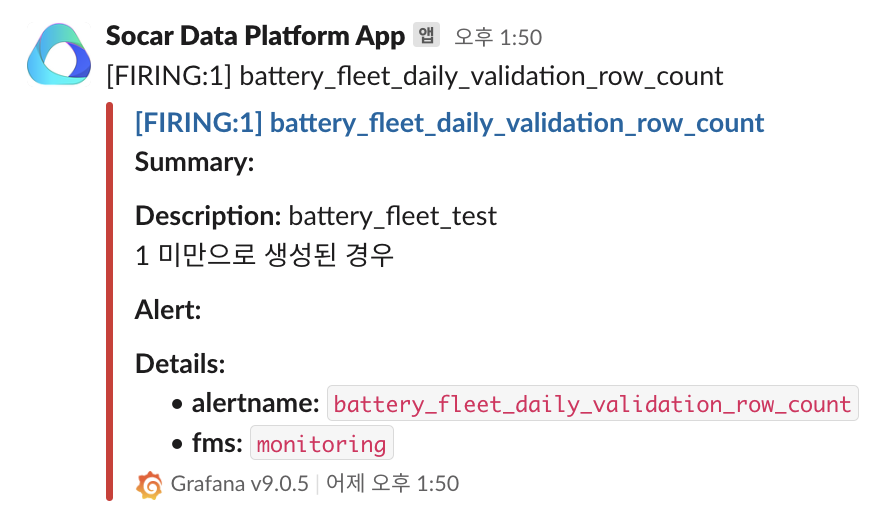 Socar Data Platform App 앱 오후 1:50
[FIRING:1] battery_fleet_daily_validation_row_count
[FIRING:1] battery_fleet_daily_validation_row_count
Summary:
Description: battery_fleet_test
1 미만으로 생성된 경우
Alert:
Details:
• alertname: battery_fleet_daily_validation_row_count
• fms: monitoring
Grafana v9.0.5 | 어제 오후 1:50